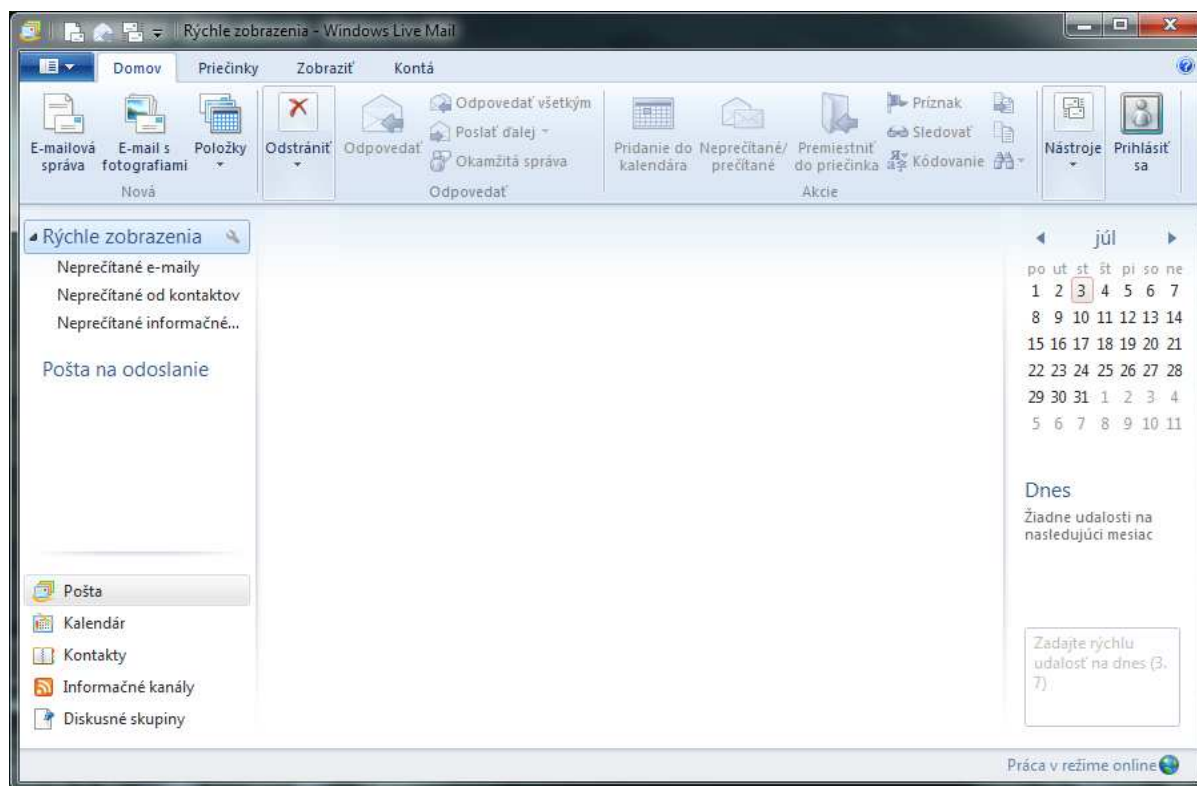 Rýchle zobrazenia - Windows Live Mail
Domov Priečinky Zobraziť Kontá
E-mailová správa
E-mail s fotografiami
Položky
Nová
Odstrániť
Odpovedať
Odpovedať všetkým
Poslať ďalej
Okamžitá správa
Odpovedať
Pridanie do kalendára
Neprečítané/ prečítané
Premiestniť do priečinka
Príznak
Sledovať
Kódovanie
Akcie
Nástroje
Prihlásiť sa
Rýchle zobrazenia
Neprečítané e-maily
Neprečítané od kontaktov
Neprečítané informačné...
Pošta na odoslanie
Pošta
Kalendár
Kontakty
Informačné kanály
Diskusné skupiny
júl
po ut st št pi so ne
1 2 3 4 5 6 7
8 9 10 11 12 13 14
15 16 17 18 19 20 21
22 23 24 25 26 27 28
29 30 31 1 2 3 4
5 6 7 8 9 10 11
Dnes
Žiadne udalosti na
nasledujúci mesiac
Zadajte rýchlu
udalosť na dnes (3.
7)
Práca v režime online